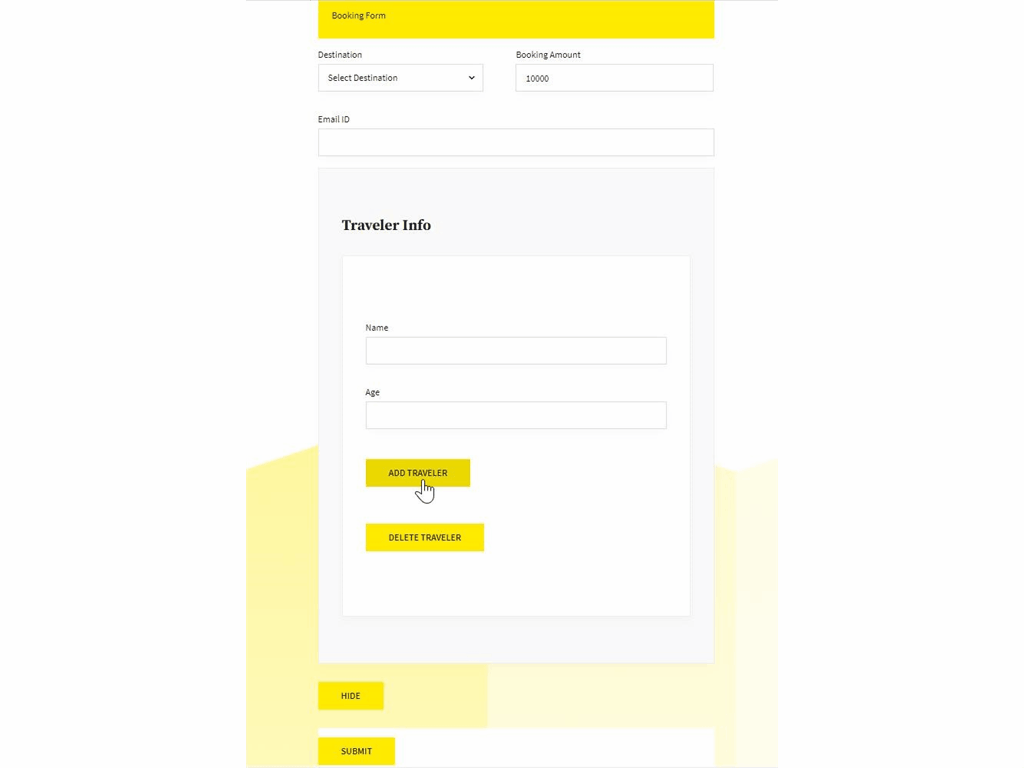 Booking Form
Destination
Booking Amount
Select Destination
10000
Email ID
Traveler Info
Name
Age
ADD TRAVELER
DELETE TRAVELER
HIDE
SUBMIT